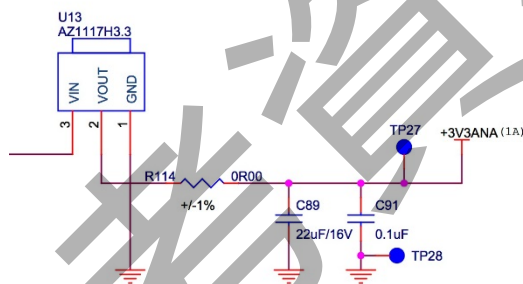 U13
AZ1117H3.3
VIN
VOUT
GND
3
2
1
TP27
+3V3ANA (1A)
R114
0R00
+/-1%
C89
C91
22uF/16V
0.1uF
TP28